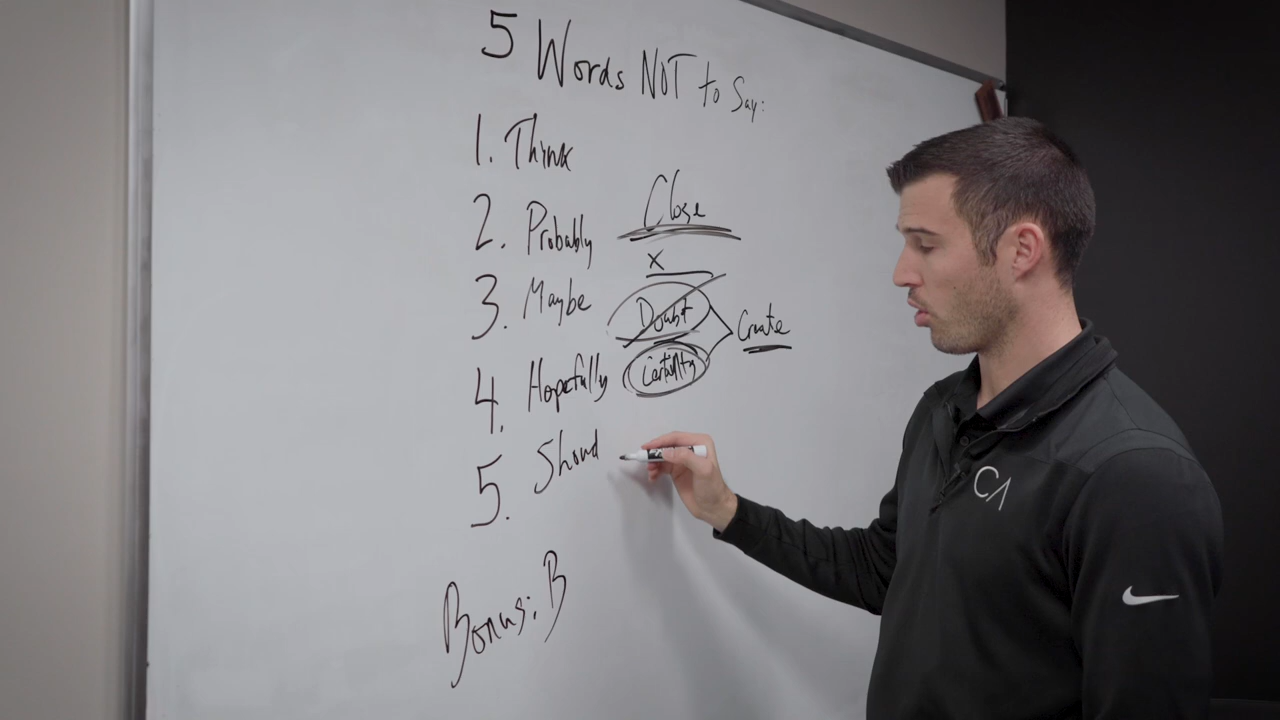 5 Words NOT to Say:
1. Think
2. Probably
Close
x
3. Maybe
Doubt
Create
4. Hopefully
Certainty
5. Should
Bonus: B
CA